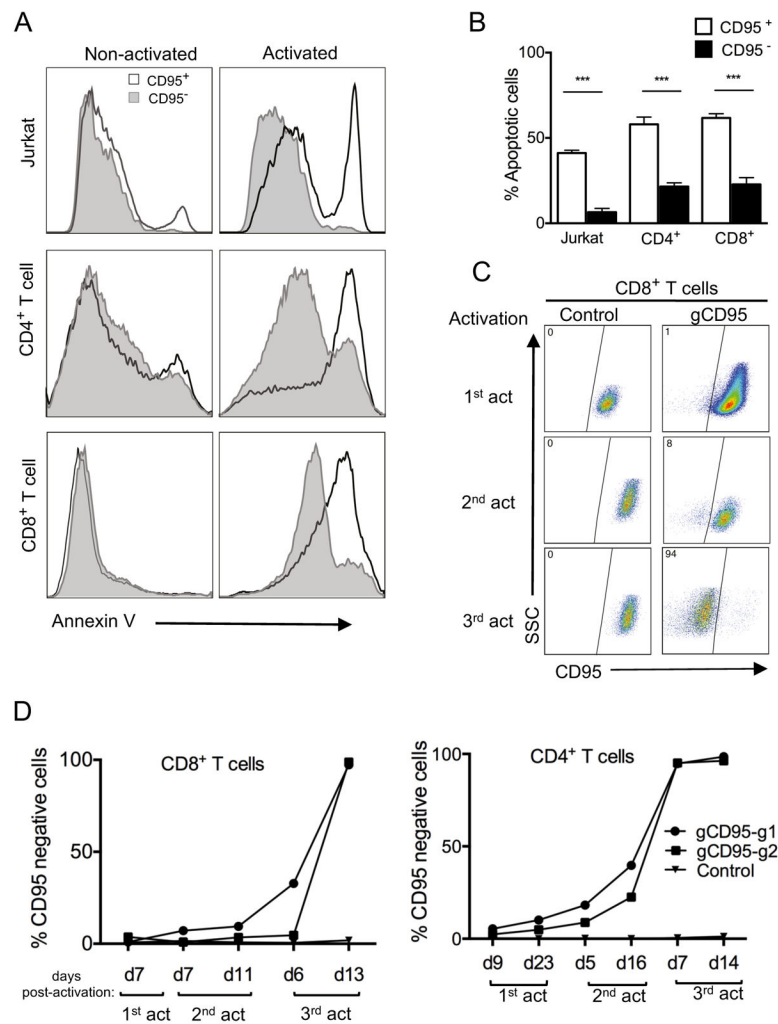 A
Non-activated
Activated
CD95+
CD95-
Jurkat
CD4+ T cell
CD8+ T cell
Annexin V
B
CD95 +
CD95 -
% Apoptotic cells
100
50
0
***
***
***
Jurkat
CD4+
CD8+
C
CD8+ T cells
Activation
Control
gCD95
1st act
0
1
2nd act
0
8
3rd act
0
94
SSC
CD95
D
CD8+ T cells
% CD95 negative cells
100
50
0
days
post-activation:
d7
d7
d11
d6
d13
1st act
2nd act
3rd act
CD4+ T cells
% CD95 negative cells
100
50
0
gCD95-g1
gCD95-g2
Control
d9
d23
d5
d16
d7
d14
1st act
2nd act
3rd act